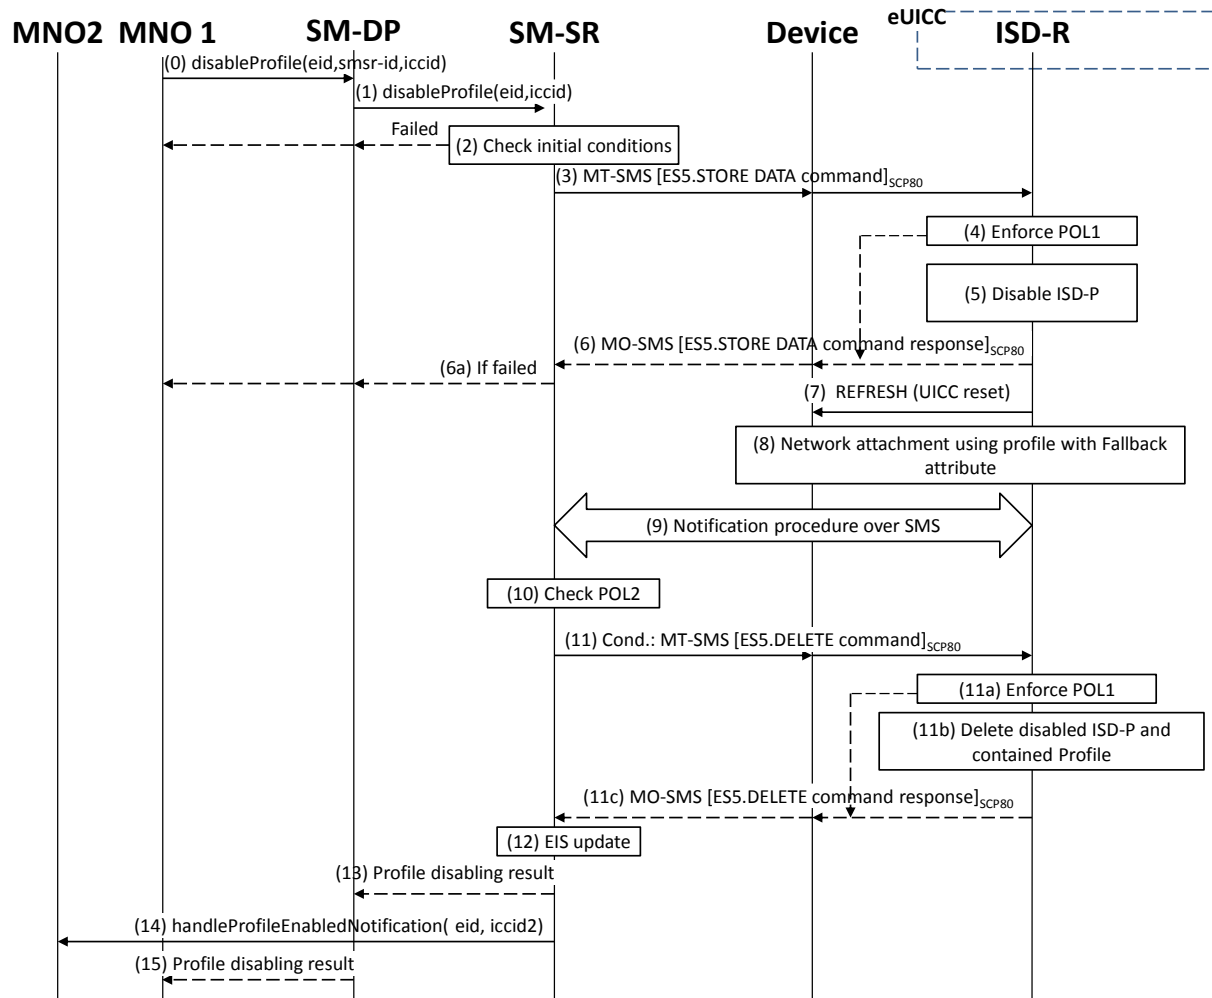 eUICC
MNO2 MNO 1 SM-DP SM-SR Device ISD-R
(0) disableProfile(eid,smsr-id,iccid)
(1) disableProfile(eid,iccid)
Failed
(2) Check initial conditions
(3) MT-SMS [ES5.STORE DATA command]SCP80
(4) Enforce POL1
(5) Disable ISD-P
(6) MO-SMS [ES5.STORE DATA command response]SCP80
(6a) If failed
(7) REFRESH (UICC reset)
(8) Network attachment using profile with Fallback
attribute
(9) Notification procedure over SMS
(10) Check POL2
(11) Cond.: MT-SMS [ES5.DELETE command]SCP80
(11a) Enforce POL1
(11b) Delete disabled ISD-P and
contained Profile
(11c) MO-SMS [ES5.DELETE command response]SCP80
(12) EIS update
(13) Profile disabling result
(14) handleProfileEnabledNotification( eid, iccid2)
(15) Profile disabling result